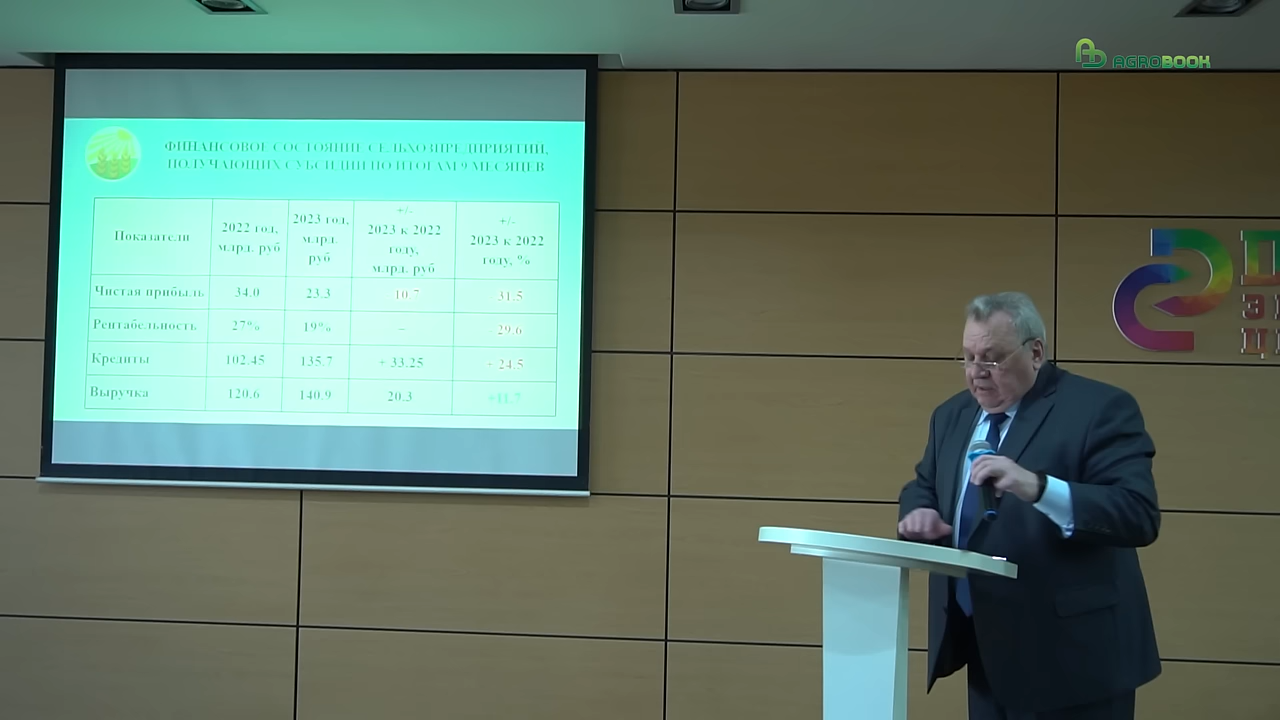 AGROBOOK
ФИНАНСОВОЕ СОСТОЯНИЕ СЕЛЬХОЗПРЕДПРИЯТИЙ,
ПОЛУЧАЮЩИХ СУБСИДИИ ПО ИТОГАМ 9 МЕСЯЦЕВ
Показатели
2022 год,
млрд. руб
2023 год,
млрд.
руб
+/-
2023 к 2022
году,
млрд. руб
+/-
2023 к 2022
году, %
Чистая прибыль 34.0 23.3 10.7 31.5
Рентабельность 27% 19% – 29.6
Кредиты 102.45 135.7 + 33.25 24.5
Выручка 120.6 140.9 20.3